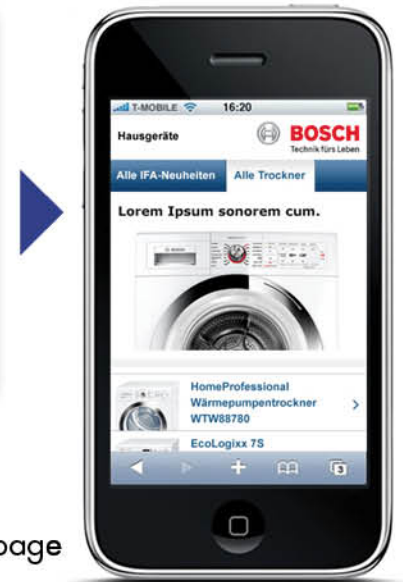 T-MOBILE 16:20
Hausgeräte
BOSCH
Technik fürs Leben
Alle IFA-Neuheiten Alle Trockner
Lorem Ipsum sonorem cum.
HomeProfessional
Wärmepumpentrockner
WTW88780
EcoLogixx 7S
3
page